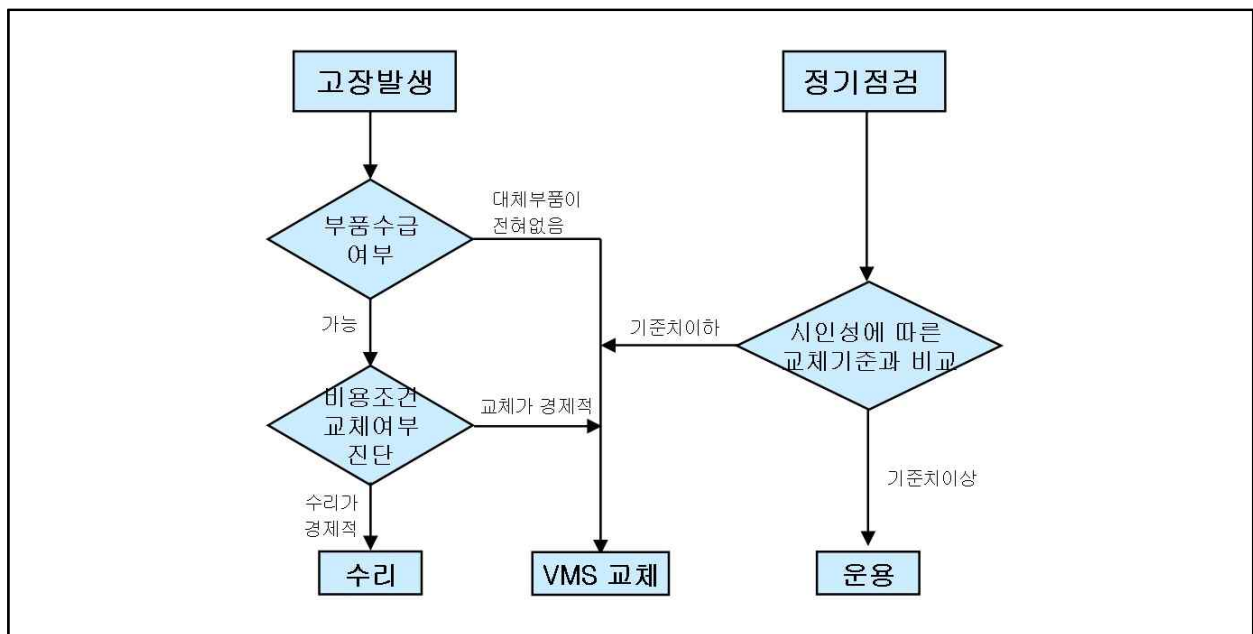 고장발생
정기점검
대체부품이
전혀없음
부품수급
여부
가능
기준치이하
시인성에 따른
교체기준과 비교
비용조건
교체여부
진단
교체가 경제적
기준치이상
수리가
경제적
수리
VMS 교체
운용